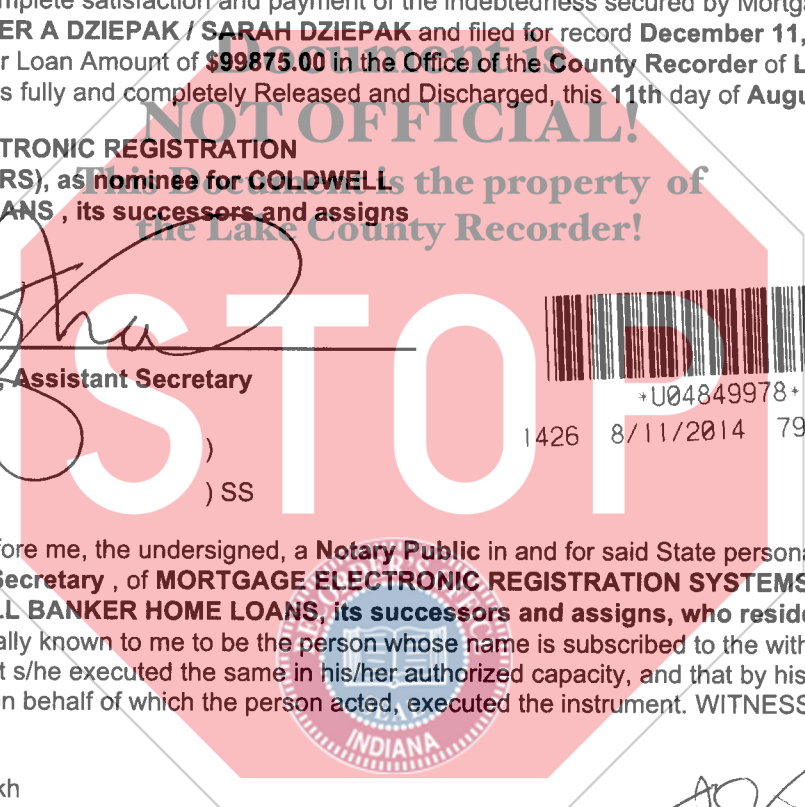 mplete satisfaction and payment of the indebtedness secured by Mortga
ER A DZIEPAK / SARAH DZIEPAK and filed for record December 11,
r Loan Amount of $99875.00 in the Office of the County Recorder of L
s fully and completely Released and Discharged, this 11th day of Augu
Document is
NOT OFFICIAL!
This Document is the property of
the Lake County Recorder!
TRONIC REGISTRATION
RS), as nominee for COLDWELL
ANS , its successors and assigns
STOP
, Assistant Secretary
*U04849978*
1426 8/11/2014 79
)
) SS
fore me, the undersigned, a Notary Public in and for said State persona
Secretary , of MORTGAGE ELECTRONIC REGISTRATION SYSTEMS
LL BANKER HOME LOANS, its successors and assigns, who reside
ally known to me to be the person whose name is subscribed to the with
t s/he executed the same in his/her authorized capacity, and that by his
n behalf of which the person acted, executed the instrument. WITNESS
SEAL
INDIANA
kh